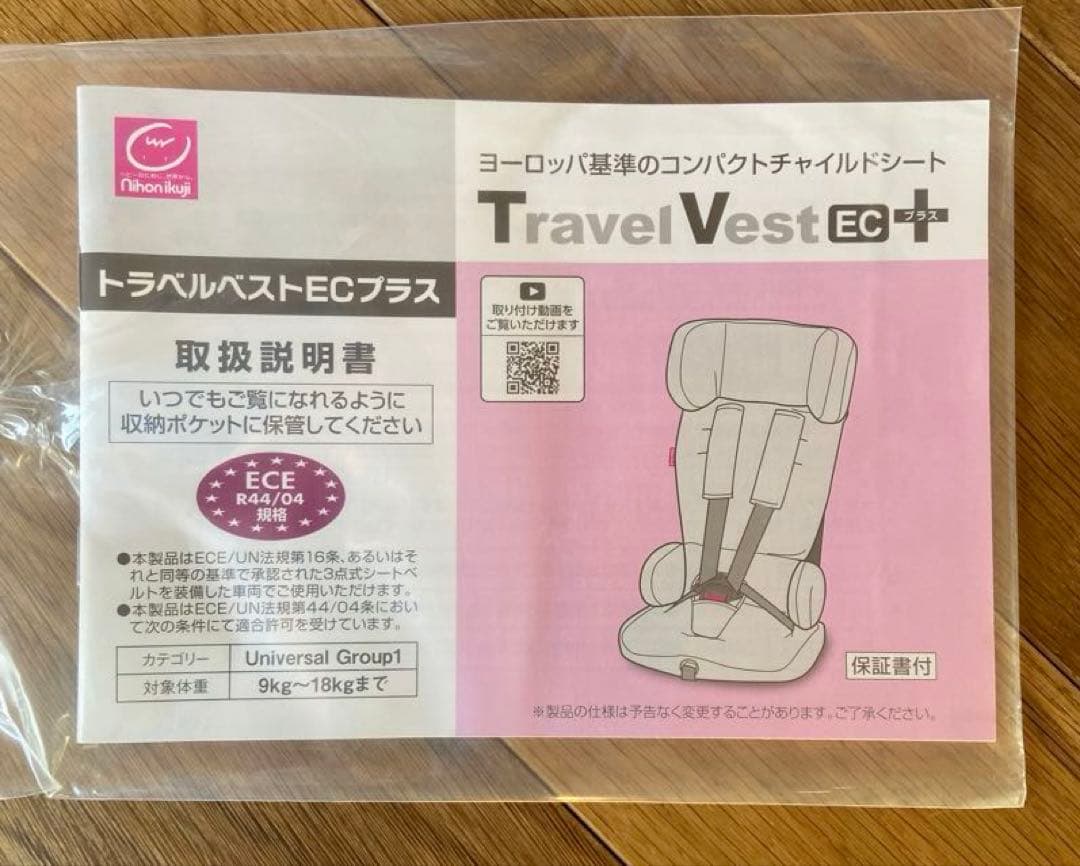 Nihon ikuji
トラベルベストECプラス
取扱説明書
いつでもご覧になれるように
収納ポケットに保管してください
ECE
R44/04
規格
●本製品はECE/UN法規第16条、あるいはそ
れと同等の基準で承認された3点式シートベ
ルトを装備した車両でご使用いただけます。
●本製品はECE/UN法規第44/04条におい
て次の条件にて適合許可を受けています。
カテゴリー Universal Group1
対象体重 9kg～18kgまで
ヨーロッパ基準のコンパクトチャイルドシート
Travel Vest EC+
プラス
取り付け動画を
ご覧いただけます
保証書付
※製品の仕様は予告なく変更することがあります。ご了承ください。